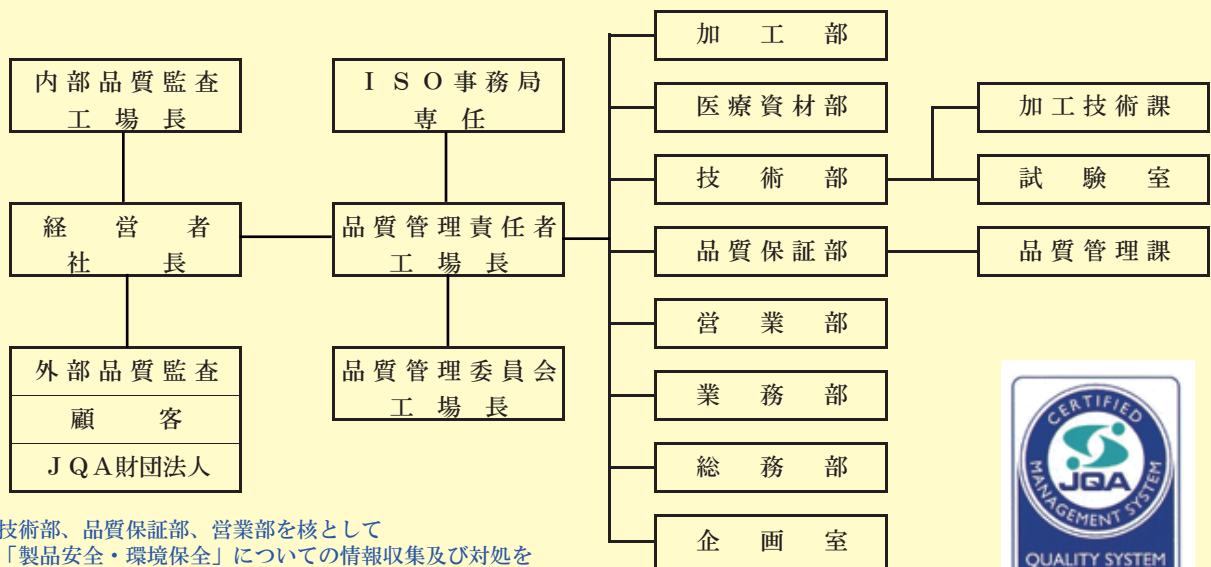 内部品質監査
工場長
経営者
社長
外部品質監査
顧客
JQA財団法人
ISO事務局
専任
品質管理責任者
工場長
品質管理委員会
工場長
加工部
医療資材部
技術部
品質保証部
営業部
業務部
総務部
企画室
加工技術課
試験室
品質管理課
技術部、品質保証部、営業部を核として
「製品安全・環境保全」についての情報収集及び対処を
CERTIFIED
JQA
MANAGEMENT SYSTEM
QUALITY SYSTEM